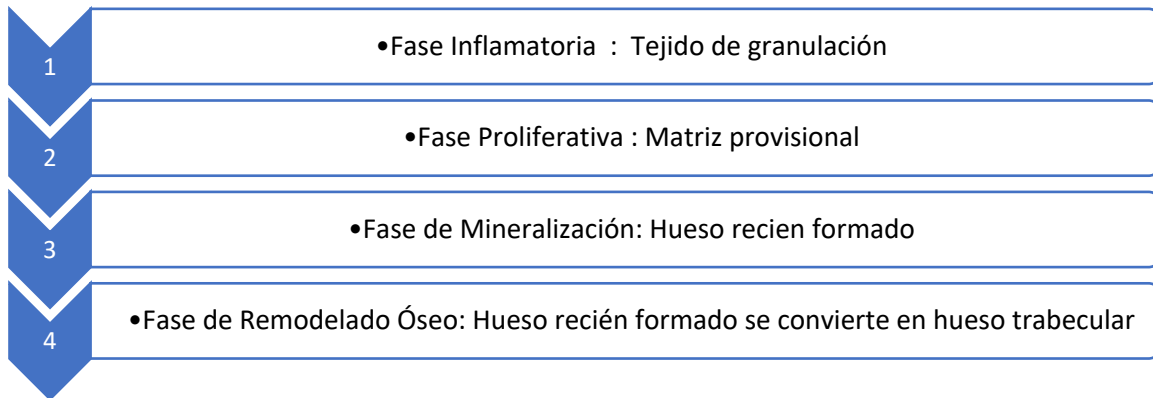 1
•Fase Inflamatoria : Tejido de granulación
2
•Fase Proliferativa : Matriz provisional
3
•Fase de Mineralización: Hueso recien formado
4
•Fase de Remodelado Óseo: Hueso recién formado se convierte en hueso trabecular